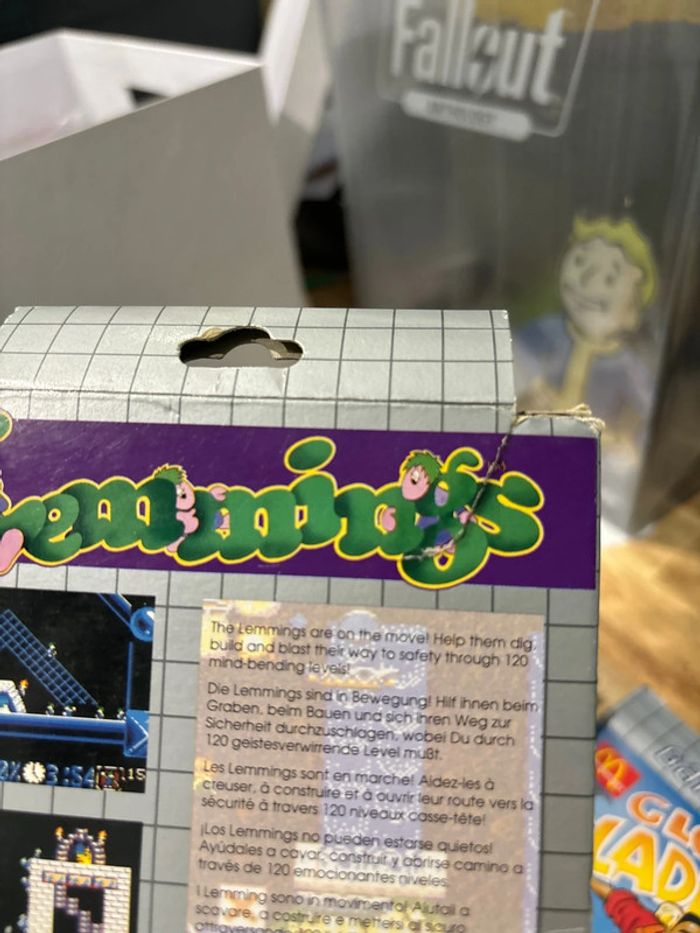 Fallout
Lemmings
The Lemmings are on the move! Help them dig,
build and blast their way to safety through 120
mind-bending levels!
Die Lemmings sind in Bewegung! Hilf ihnen beim
Graben, beim Bauen und sich ihren Weg zur
Sicherheit durchzuschlagen, wobei Du durch
120 geistesverwirrende Level mußt.
Les Lemmings sont en marche! Aidez-les à
creuser, à construire et à ouvrir leur route vers la
sécurité à travers 120 niveaux casse-tête!
¡Los Lemmings no pueden estarse quietos!
Ayúdales a cavar, construir y abrirse camino a
través de 120 emocionantes niveles.
I Lemming sono in movimento! Aiutali a
scavare, a costruire e mettersi al sicuro
3:54
GLO
LAD